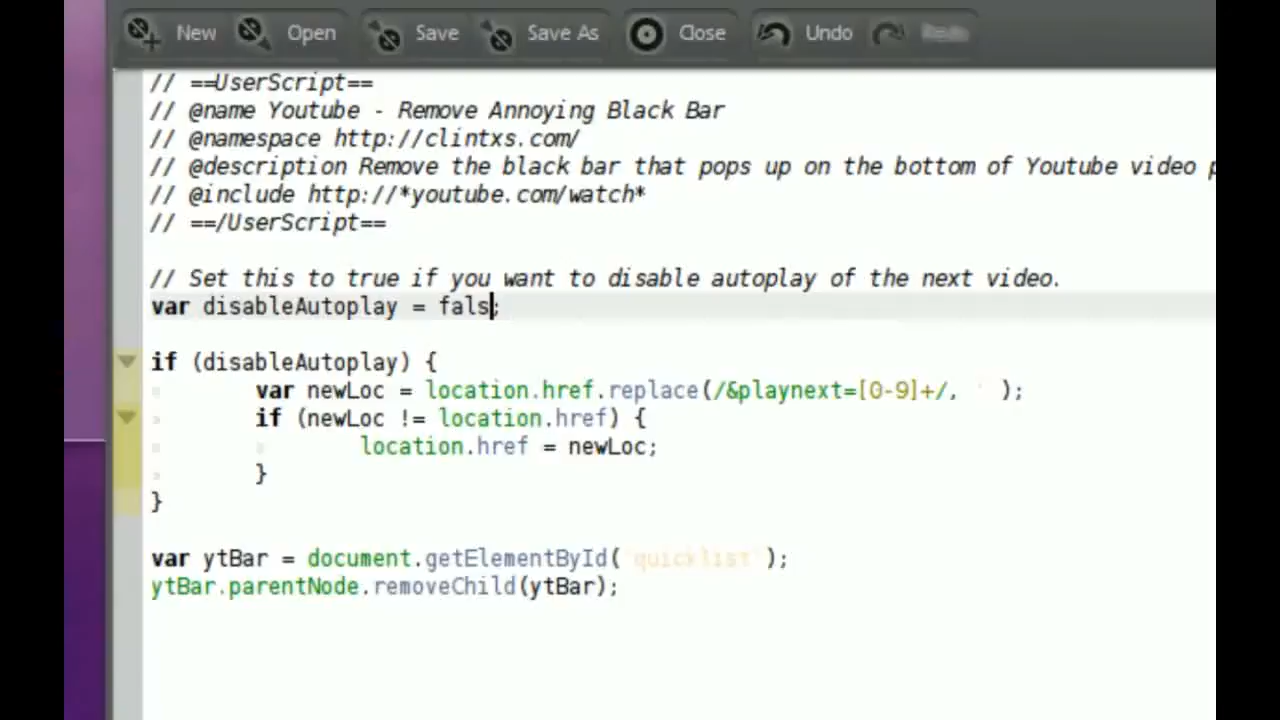 New Open Save Save As Close Undo Redo
// ==UserScript==
// @name Youtube - Remove Annoying Black Bar
// @namespace http://clintxs.com/
// @description Remove the black bar that pops up on the bottom of Youtube video p
// @include http://*youtube.com/watch*
// ==/UserScript==
// Set this to true if you want to disable autoplay of the next video.
var disableAutoplay = fals;
if (disableAutoplay) {
var newLoc = location.href.replace(/&playnext=[0-9]+/, );
if (newLoc != location.href) {
location.href = newLoc;
}
}
var ytBar = document.getElementById('quicklist');
ytBar.parentNode.removeChild(ytBar);